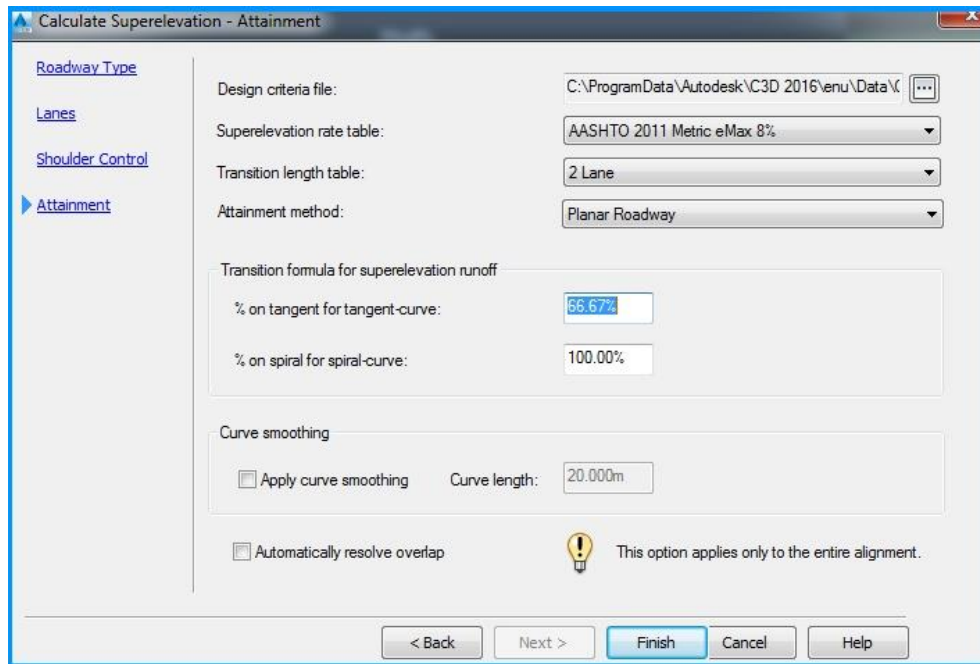 Calculate Superelevation - Attainment
Roadway Type
Lanes
Shoulder Control
Attainment
Design criteria file: C:\ProgramData\Autodesk\C3D 2016\enu\Data\
Superelevation rate table: AASHTO 2011 Metric eMax 8%
Transition length table: 2 Lane
Attainment method: Planar Roadway
Transition formula for superelevation runoff
% on tangent for tangent-curve: 66.67%
% on spiral for spiral-curve: 100.00%
Curve smoothing
Apply curve smoothing Curve length: 20.000m
Automatically resolve overlap This option applies only to the entire alignment.
< Back Next > Finish Cancel Help